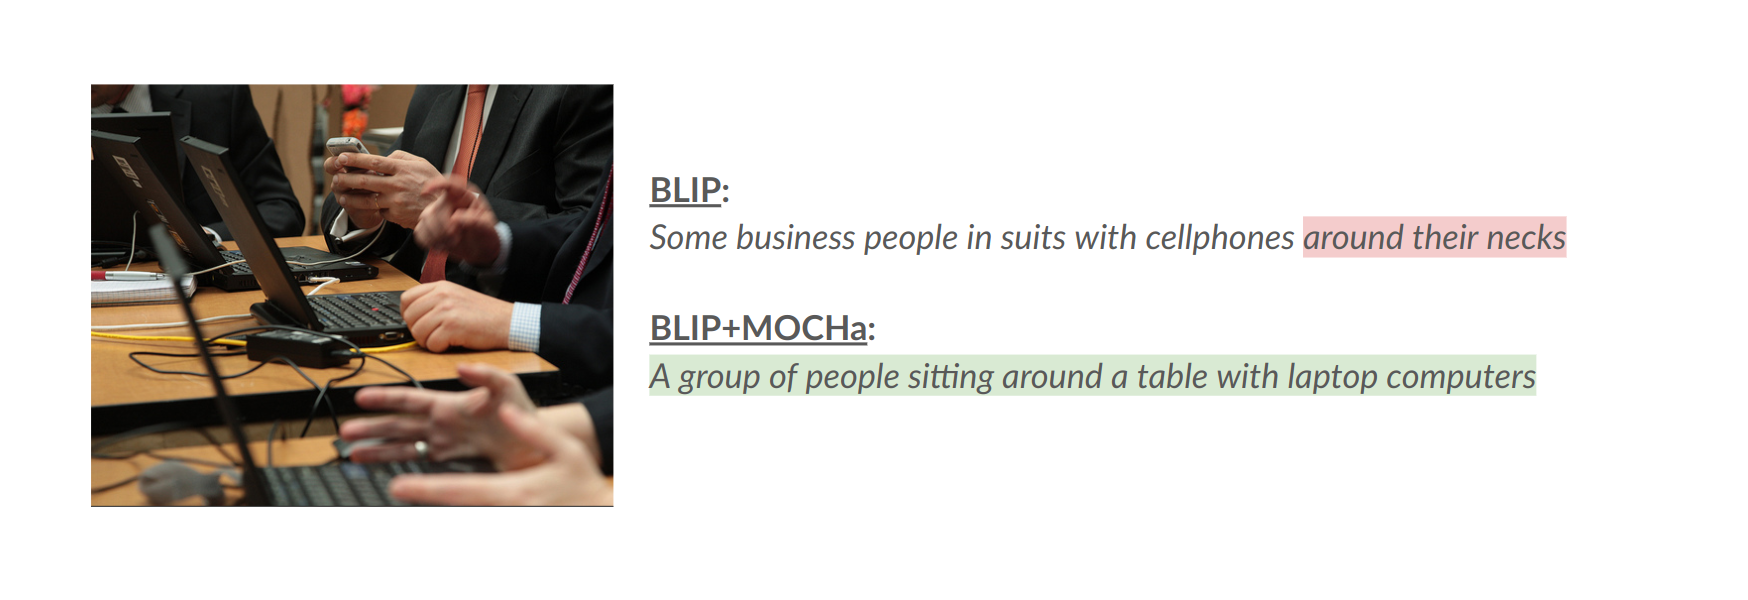 BLIP:
Some business people in suits with cellphones around their necks
BLIP+MOCHa:
A group of people sitting around a table with laptop computers